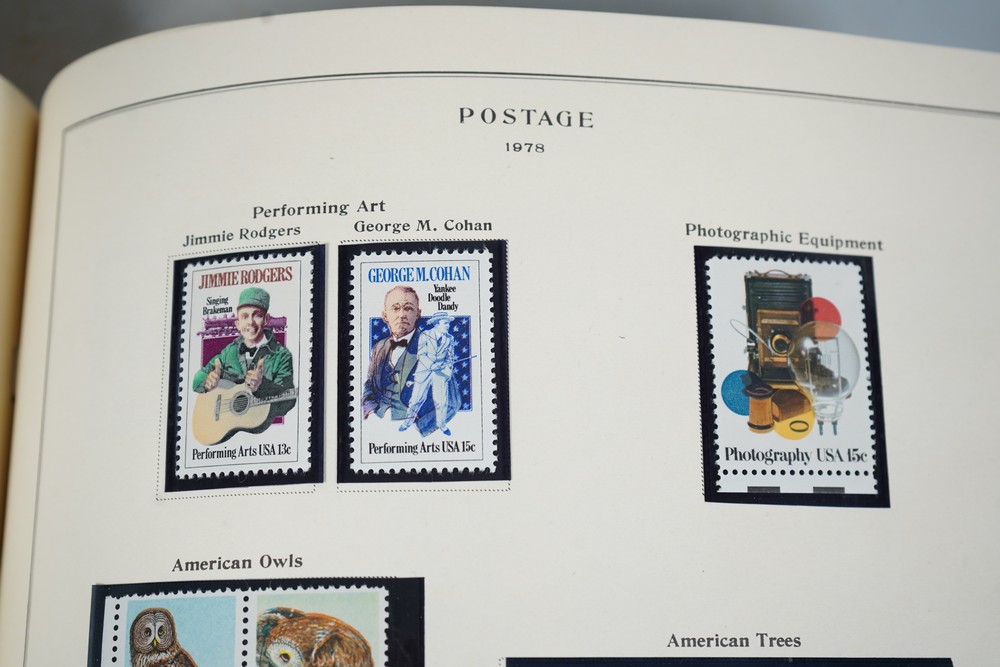 POSTAGE
1978
Performing Art
Jimmie Rodgers
George M. Cohan
Photographic Equipment
JIMMIE RODGERS
Singing
Brakeman
Performing Arts USA 13c
GEORGE M. COHAN
Yankee
Doodle
Dandy
Performing Arts USA 15c
Photography USA 15c
American Owls
American Trees